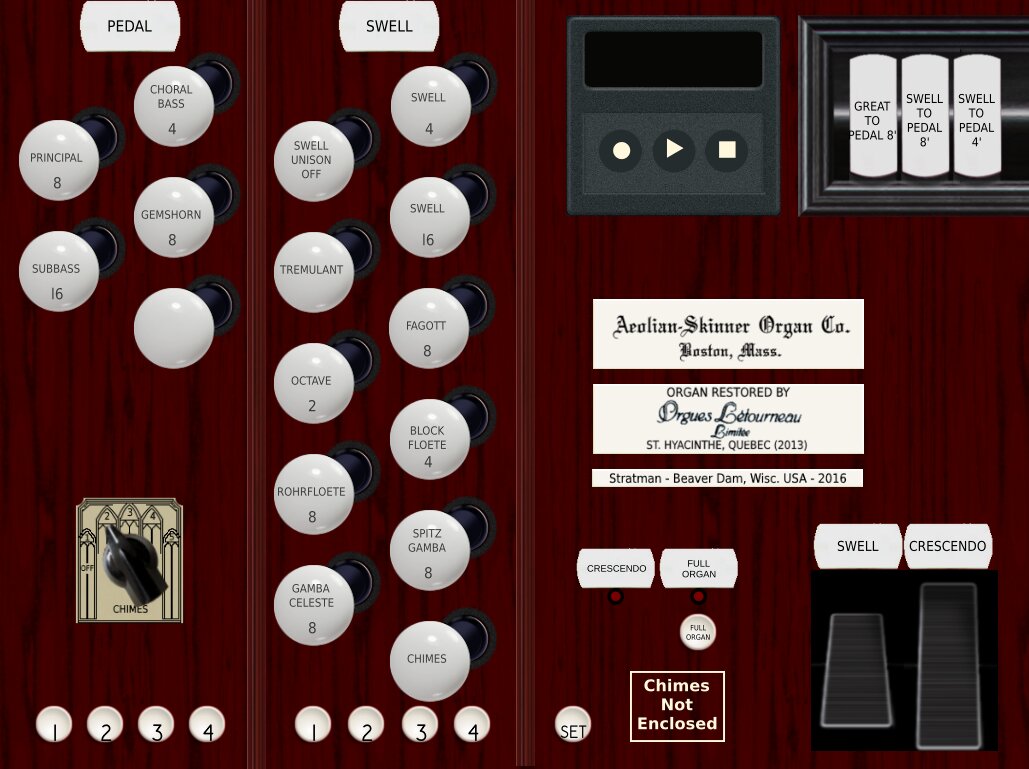 PEDAL
CHORAL
BASS
4
PRINCIPAL
8
GEMSHORN
8
SUBBASS
16
OFF
2
3
4
CHIMES
1
2
3
4
SWELL
SWELL
4
SWELL
UNISON
OFF
SWELL
16
TREMULANT
FAGOTT
8
OCTAVE
2
BLOCK
FLOETE
4
ROHRFLOETE
8
SPITZ
GAMBA
8
GAMBA
CELESTE
8
CHIMES
1
2
3
4
GREAT
TO
PEDAL 8'
SWELL
TO
PEDAL
8'
SWELL
TO
PEDAL
4'
Aeolian-Skinner Organ Co.
Boston, Mass.
ORGAN RESTORED BY
Orgues Létourneau
Limitée
ST. HYACINTHE, QUEBEC (2013)
Stratman - Beaver Dam, Wisc. USA - 2016
CRESCENDO
FULL
ORGAN
FULL
ORGAN
SWELL
CRESCENDO
Chimes
Not
Enclosed
SET